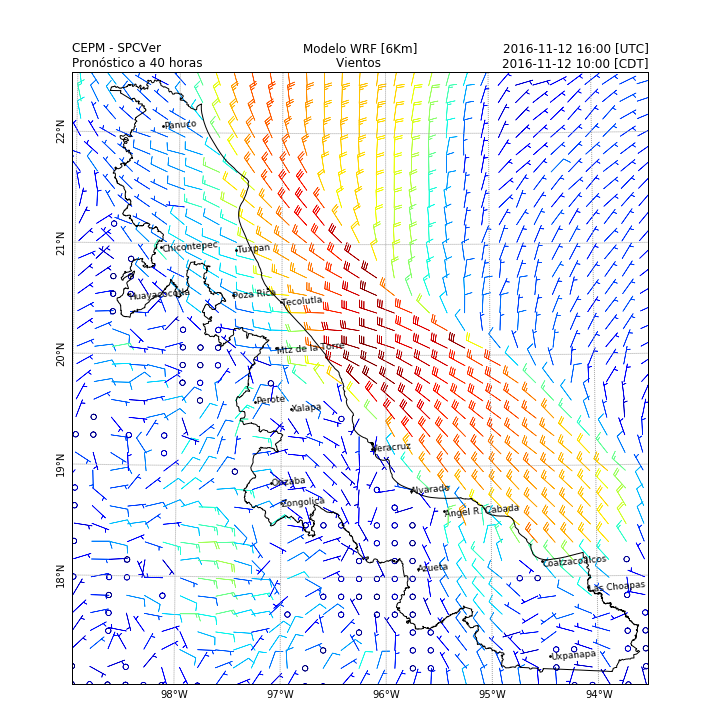 CEPM - SPCVer
Modelo WRF [6Km]
2016-11-12 16:00 [UTC]
Pronóstico a 40 horas
Vientos
2016-11-12 10:00 [CDT]
22°N
21°N
20°N
19°N
18°N
Panuco
Chicontepec
Tuxpan
Huayacocotla
Poza Rica
Tecolutla
Mtz de la Torre
Perote
Xalapa
Veracruz
Orizaba
Alvarado
Zongolica
Angel R. Cabada
Azueta
Coatzacoalcos
Las Choapas
Uxpanapa
98°W
97°W
96°W
95°W
94°W